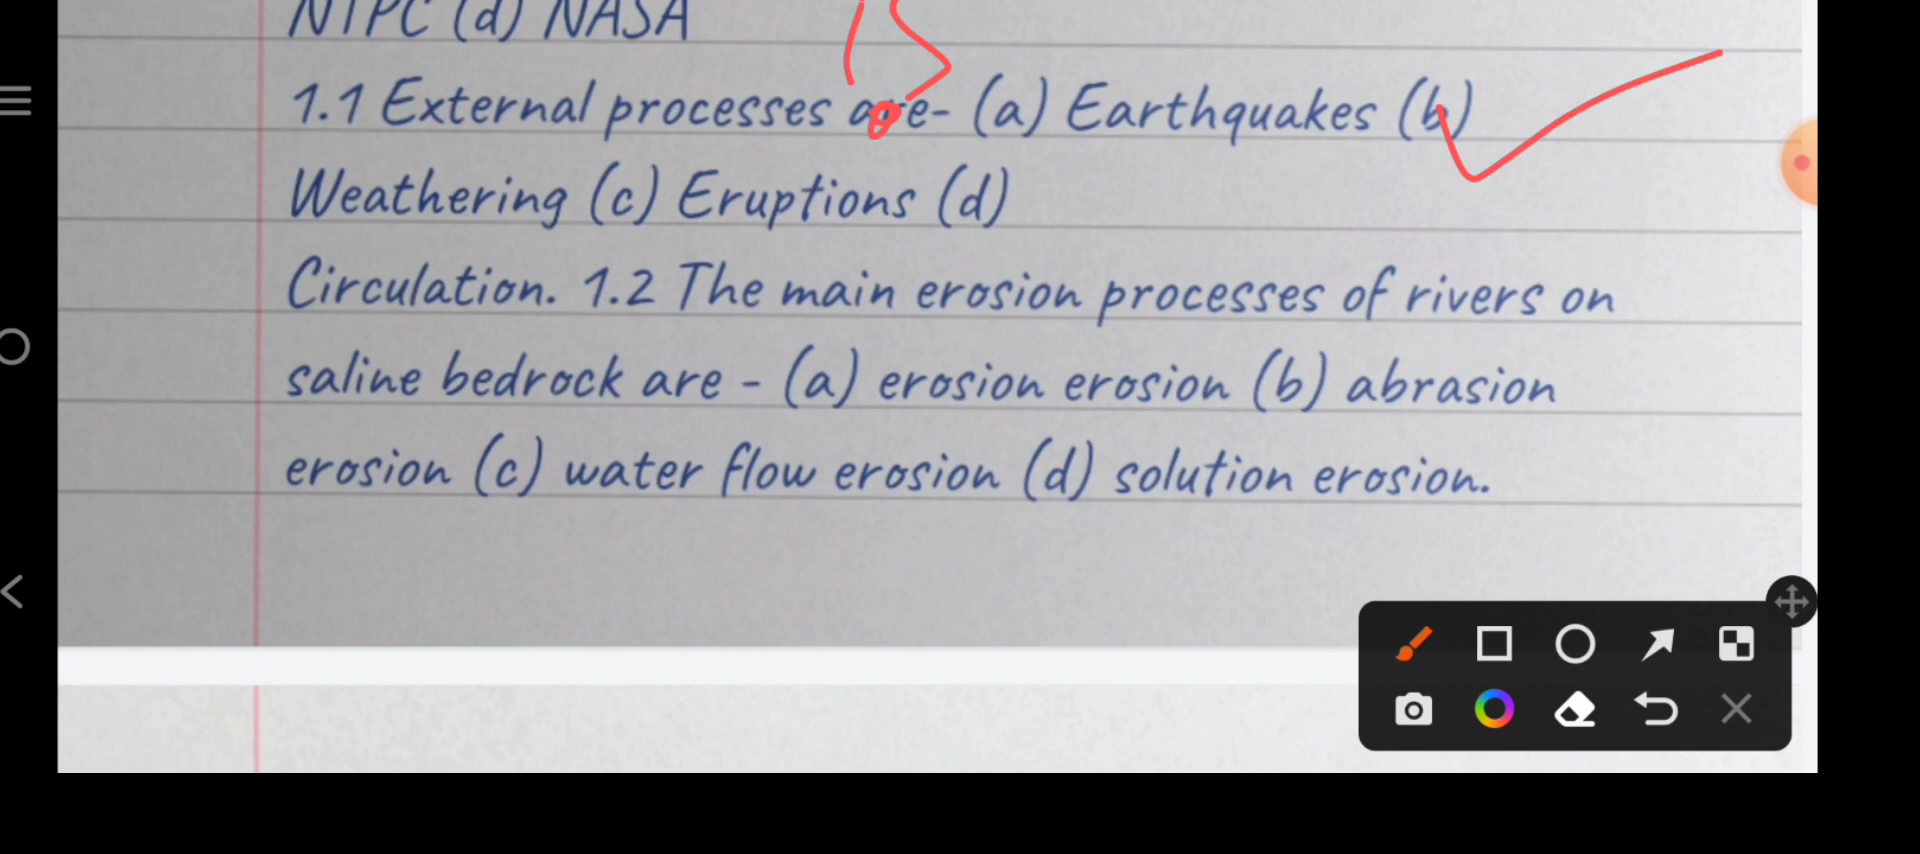 NTPC (d) NASA
1.1 External processes are- (a) Earthquakes (b)
Weathering (c) Eruptions (d)
Circulation. 1.2 The main erosion processes of rivers on
saline bedrock are - (a) erosion erosion (b) abrasion
erosion (c) water flow erosion (d) solution erosion.